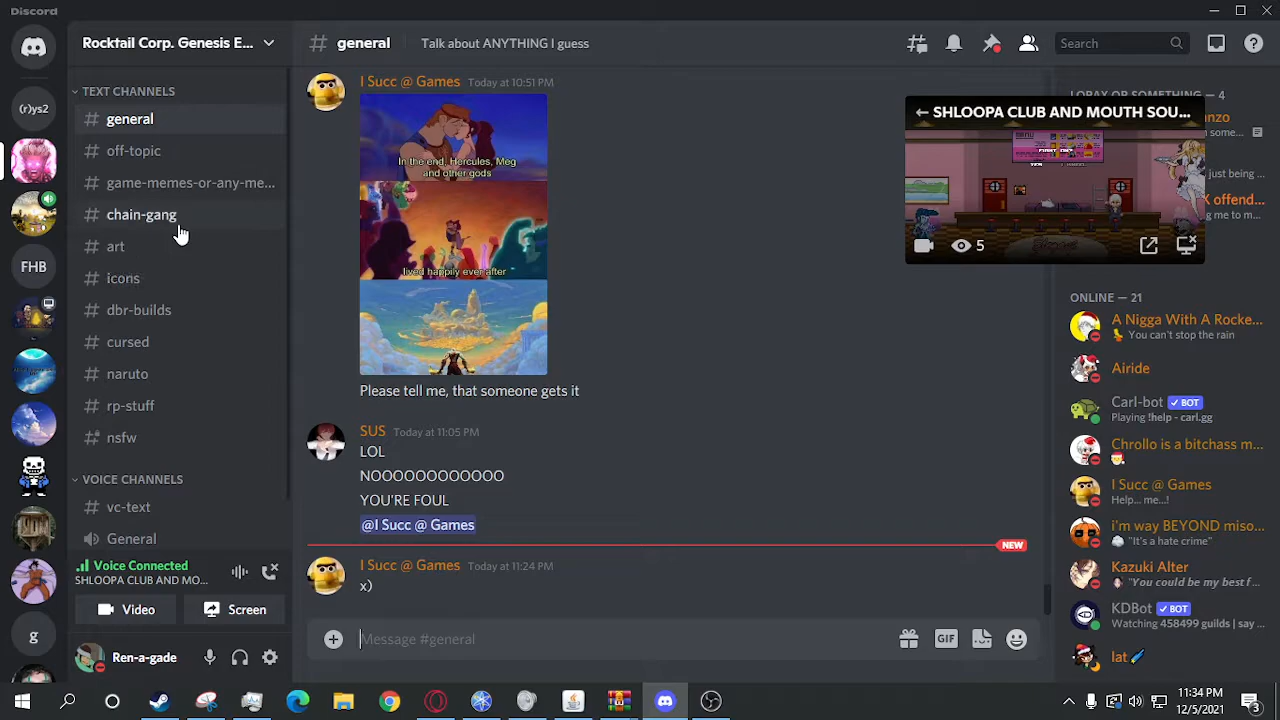 Discord
Rocktail Corp. Genesis E...
general
Talk about ANYTHING I guess
Search
TEXT CHANNELS
general
off-topic
game-memes-or-any-me...
chain-gang
art
icons
dbr-builds
cursed
naruto
rp-stuff
nsfw
VOICE CHANNELS
vc-text
General
Voice Connected
SHLOOPA CLUB AND MO...
Video
Screen
Ren-a-gade
(r)ys2
FHB
g
I Succ @ Games Today at 10:51 PM
In the end, Hercules, Meg
and other gods
lived happily ever after
Please tell me, that someone gets it
SUS Today at 11:05 PM
LOL
NOOOOOOOOOOO
YOU'RE FOUL
@I Succ @ Games
NEW
I Succ @ Games Today at 11:24 PM
x)
Message #general
GIF
LORAX OR SOMETHING — 4
SHLOOPA CLUB AND MOUTH SOU...
5
anzo
some...
just ...
X offend...
g me to m...
ONLINE — 21
A Nigga With A Rocke...
You can't stop the rain
Airide
Carl-bot ✓ BOT
Playing !help - carl.gg
Chrollo is a bitchass m...
I Succ @ Games
Help... me...!
i'm way BEYOND miso...
"It's a hate crime"
Kazuki Alter
"You could be my best f...
KDBot ✓ BOT
Watching 458499 guilds | say ...
lat
11:34 PM
12/5/2021
3